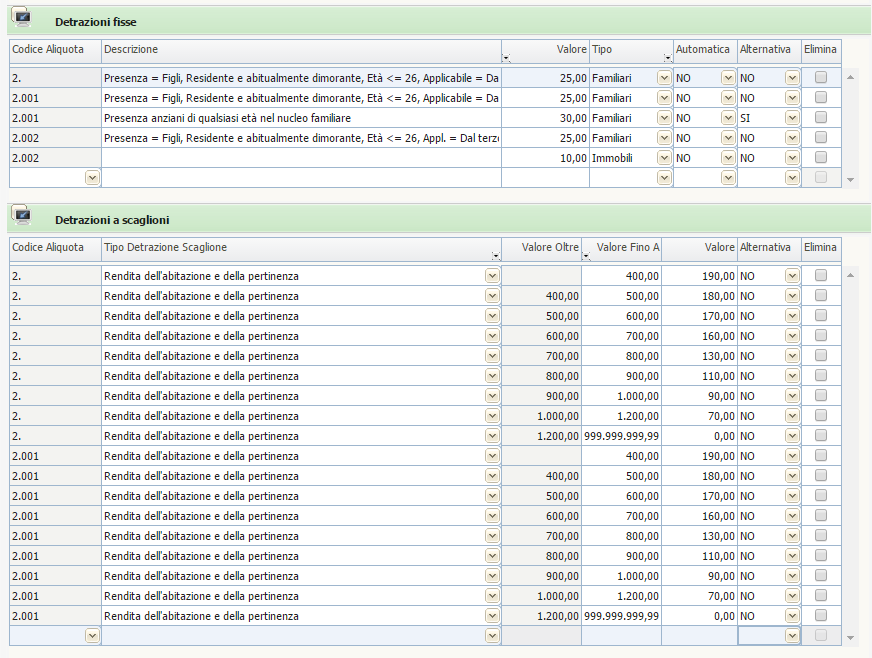 Detrazioni fisse
Codice Aliquota Descrizione Valore Tipo Automatica Alternativa Elimina
2. Presenza = Figli, Residente e abitualmente dimorante, Età <= 26, Applicabile = Da 25,00 Familiari NO NO
2.001 Presenza = Figli, Residente e abitualmente dimorante, Età <= 26, Applicabile = Da 25,00 Familiari NO NO
2.001 Presenza anziani di qualsiasi età nel nucleo familiare 30,00 Familiari NO SI
2.002 Presenza = Figli, Residente e abitualmente dimorante, Età <= 26, Appl. = Dal terzo 25,00 Familiari NO NO
2.002 10,00 Immobili NO NO
Detrazioni a scaglioni
Codice Aliquota Tipo Detrazione Scaglione Valore Oltre Valore Fino A Valore Alternativa Elimina
2. Rendita dell'abitazione e della pertinenza 400,00 190,00 NO
2. Rendita dell'abitazione e della pertinenza 400,00 500,00 180,00 NO
2. Rendita dell'abitazione e della pertinenza 500,00 600,00 170,00 NO
2. Rendita dell'abitazione e della pertinenza 600,00 700,00 160,00 NO
2. Rendita dell'abitazione e della pertinenza 700,00 800,00 130,00 NO
2. Rendita dell'abitazione e della pertinenza 800,00 900,00 110,00 NO
2. Rendita dell'abitazione e della pertinenza 900,00 1.000,00 90,00 NO
2. Rendita dell'abitazione e della pertinenza 1.000,00 1.200,00 70,00 NO
2. Rendita dell'abitazione e della pertinenza 1.200,00 999.999.999,99 0,00 NO
2.001 Rendita dell'abitazione e della pertinenza 400,00 190,00 NO
2.001 Rendita dell'abitazione e della pertinenza 400,00 500,00 180,00 NO
2.001 Rendita dell'abitazione e della pertinenza 500,00 600,00 170,00 NO
2.001 Rendita dell'abitazione e della pertinenza 600,00 700,00 160,00 NO
2.001 Rendita dell'abitazione e della pertinenza 700,00 800,00 130,00 NO
2.001 Rendita dell'abitazione e della pertinenza 800,00 900,00 110,00 NO
2.001 Rendita dell'abitazione e della pertinenza 900,00 1.000,00 90,00 NO
2.001 Rendita dell'abitazione e della pertinenza 1.000,00 1.200,00 70,00 NO
2.001 Rendita dell'abitazione e della pertinenza 1.200,00 999.999.999,99 0,00 NO